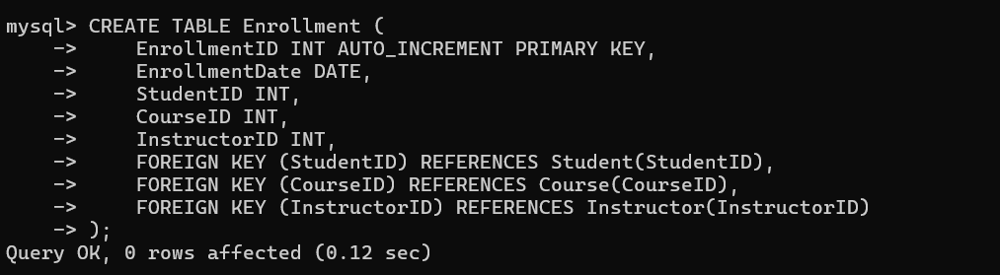 mysql> CREATE TABLE Enrollment (
    ->     EnrollmentID INT AUTO_INCREMENT PRIMARY KEY,
    ->     EnrollmentDate DATE,
    ->     StudentID INT,
    ->     CourseID INT,
    ->     InstructorID INT,
    ->     FOREIGN KEY (StudentID) REFERENCES Student(StudentID),
    ->     FOREIGN KEY (CourseID) REFERENCES Course(CourseID),
    ->     FOREIGN KEY (InstructorID) REFERENCES Instructor(InstructorID)
    -> );
Query OK, 0 rows affected (0.12 sec)